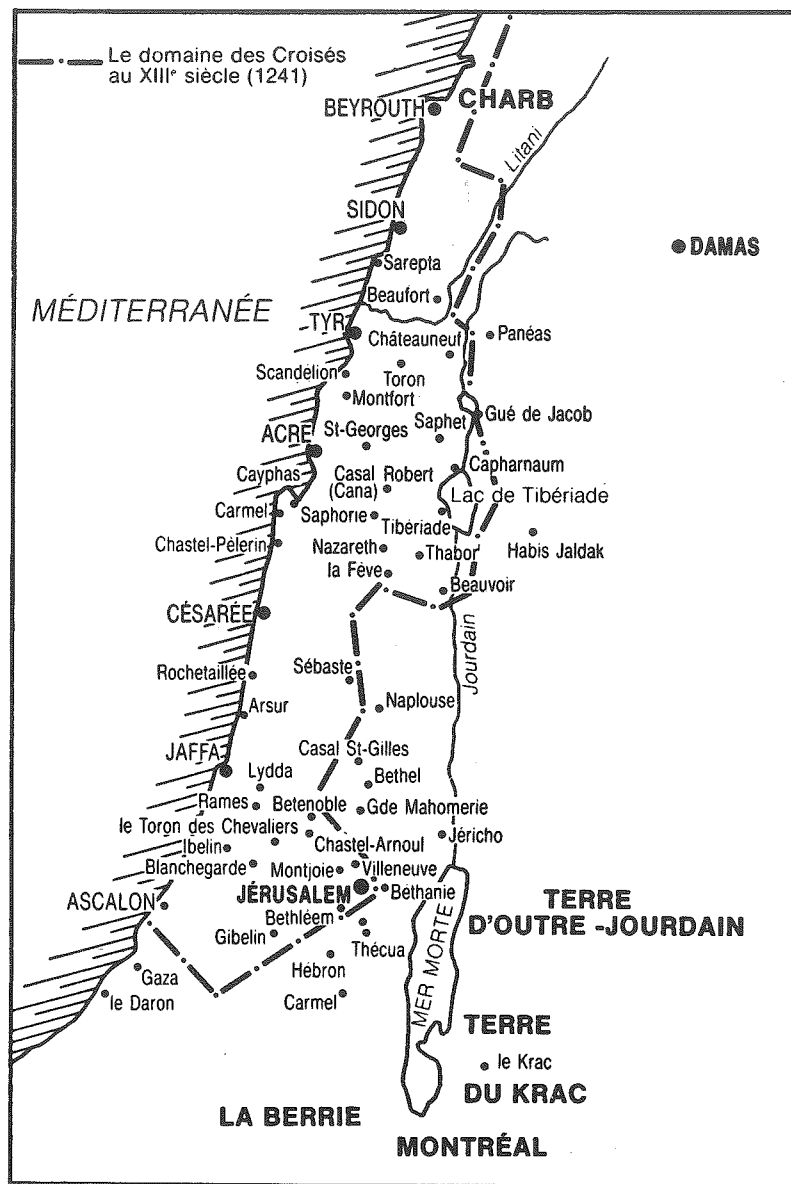 Le domaine des Croisés
au XIIIᵉ siècle (1241)
BEYROUTH
CHARB
Litani
SIDON
DAMAS
Sarepta
Beaufort
MÉDITERRANÉE
TYR
Châteauneuf
Panéas
Scandélion
Toron
Montfort
Gué de Jacob
St-Georges
Saphet
ACRE
Capharnaum
Cayphas
Casal Robert
(Cana)
Lac de Tibériade
Carmel
Saphorie
Tibériade
Chastel-Pèlerin
Nazareth
Thabor
Habis Jaldak
la Fève
Beauvoir
CÉSARÉE
Jourdain
Rochetaillée
Sébaste
Arsur
Naplouse
JAFFA
Casal St-Gilles
Lydda
Bethel
Rames
Betenoble
Gde Mahomerie
le Toron des Chevaliers
Ibelin
Chastel-Arnoul
Jéricho
Blanchegarde
Montjoie
Villeneuve
JÉRUSALEM
Béthanie
ASCALON
Bethléem
TERRE
D'OUTRE -JOURDAIN
Gibelin
Thécua
MER MORTE
Gaza
Hébron
le Daron
Carmel
TERRE
le Krac
DU KRAC
LA BERRIE
MONTRÉAL